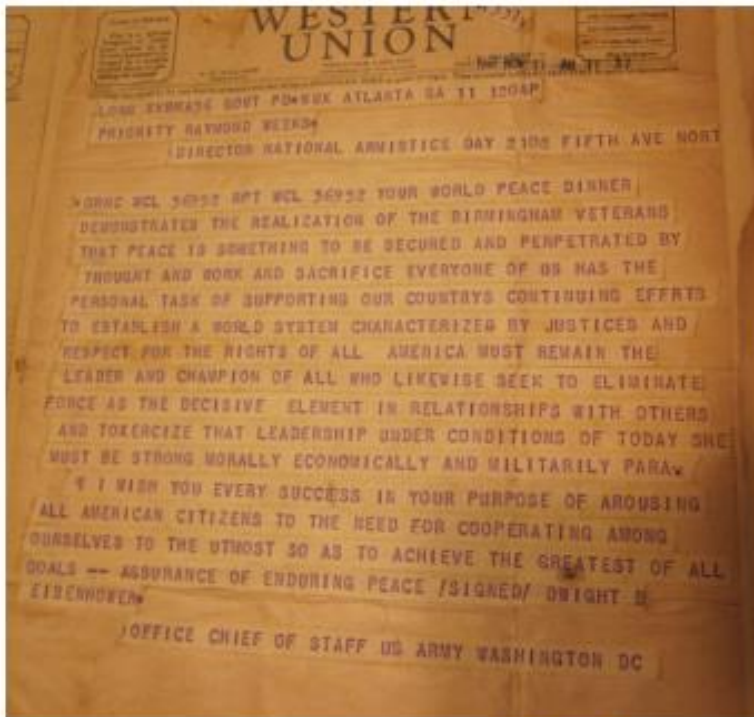 WESTERN
UNION
GOVT PD=WUX ATLANTA GA 11 120AP
PRIORITY RAYMOND WEEKS=
DIRECTOR NATIONAL ARMISTICE DAY 2102 FIFTH AVE NORT
WCL 36952 RPT WCL 36952 YOUR WORLD PEACE DINNER
DEMONSTRATES THE REALIZATION OF THE BIRMINGHAM VETERANS
THAT PEACE IS SOMETHING TO BE SECURED AND PERPETRATED BY
THOUGHT AND WORK AND SACRIFICE EVERYONE OF US HAS THE
PERSONAL TASK OF SUPPORTING OUR COUNTRYS CONTINUING EFFRTS
TO ESTABLISH A WORLD SYSTEM CHARACTERIZED BY JUSTICES AND
RESPECT FOR THE RIGHTS OF ALL AMERICA MUST REMAIN THE
LEADER AND CHAMPION OF ALL WHO LIKEWISE SEEK TO ELIMINATE
FORCE AS THE DECISIVE ELEMENT IN RELATIONSHIPS WITH OTHERS
AND TOXERCIZE THAT LEADERSHIP UNDER CONDITIONS OF TODAY SHE
MUST BE STRONG MORALLY ECONOMICALLY AND MILITARILY PARA
I WISH YOU EVERY SUCCESS IN YOUR PURPOSE OF AROUSING
ALL AMERICAN CITIZENS TO THE NEED FOR COOPERATING AMONG
OURSELVES TO THE UTMOST SO AS TO ACHIEVE THE GREATEST OF ALL
GOALS -- ASSURANCE OF ENDURING PEACE /SIGNED/ DWIGHT D
EISENHOWER=
OFFICE CHIEF OF STAFF US ARMY WASHINGTON DC